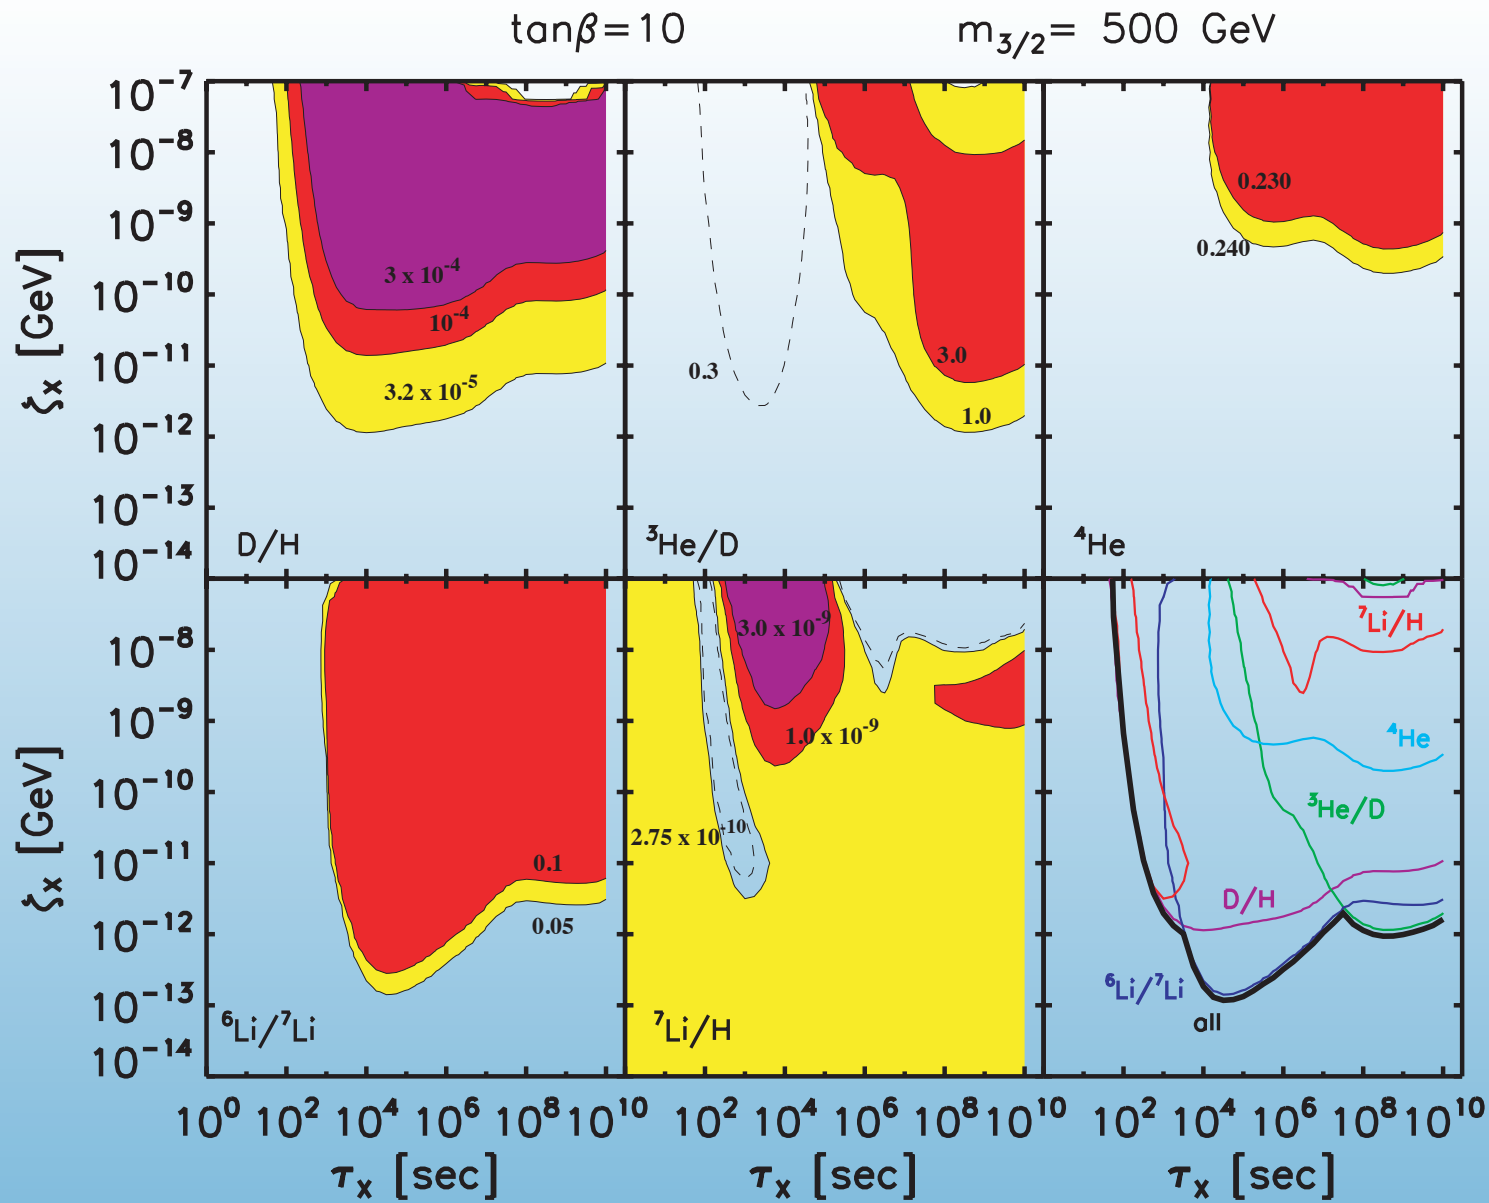 tanβ=10 m₃/₂= 500 GeV
ζₓ [GeV]
10⁻⁷
10⁻⁸
10⁻⁹
10⁻¹⁰
10⁻¹¹
10⁻¹²
10⁻¹³
10⁻¹⁴
3 x 10⁻⁴
10⁻⁴
3.2 x 10⁻⁵
D/H
0.3
3.0
1.0
³He/D
0.230
0.240
⁴He
ζₓ [GeV]
10⁻⁸
10⁻⁹
10⁻¹⁰
10⁻¹¹
10⁻¹²
10⁻¹³
10⁻¹⁴
0.1
0.05
⁶Li/⁷Li
3.0 x 10⁻⁹
1.0 x 10⁻⁹
2.75 x 10⁻¹⁰
⁷Li/H
⁷Li/H
⁴He
³He/D
D/H
⁶Li/⁷Li
all
10⁰ 10² 10⁴ 10⁶ 10⁸ 10¹⁰ 10² 10⁴ 10⁶ 10⁸ 10¹⁰ 10² 10⁴ 10⁶ 10⁸ 10¹⁰
τₓ [sec] τₓ [sec] τₓ [sec]